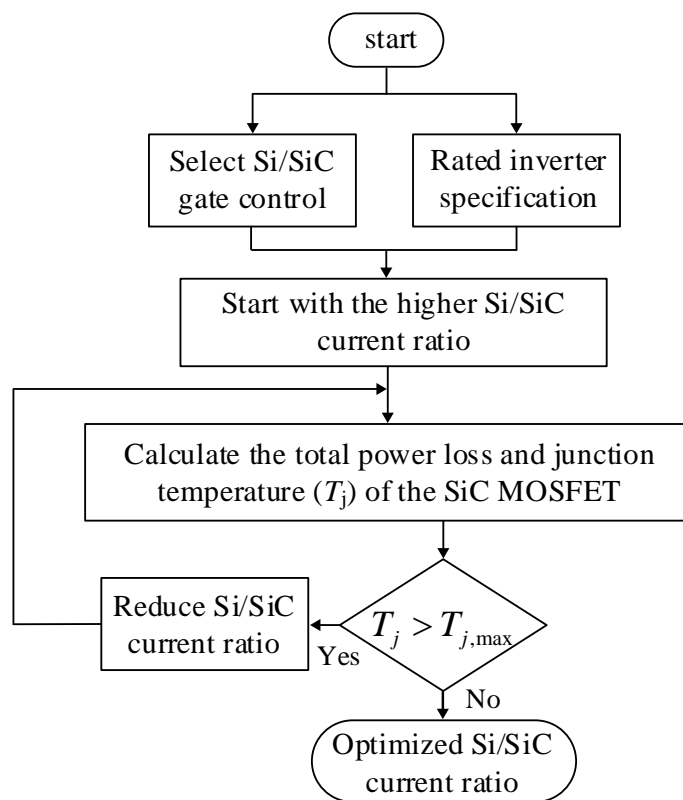 start
Select Si/SiC
gate control
Rated inverter
specification
Start with the higher Si/SiC
current ratio
Calculate the total power loss and junction
temperature (Tj) of the SiC MOSFET
Reduce Si/SiC
current ratio
Tj > Tj,max
Yes
No
Optimized Si/SiC
current ratio